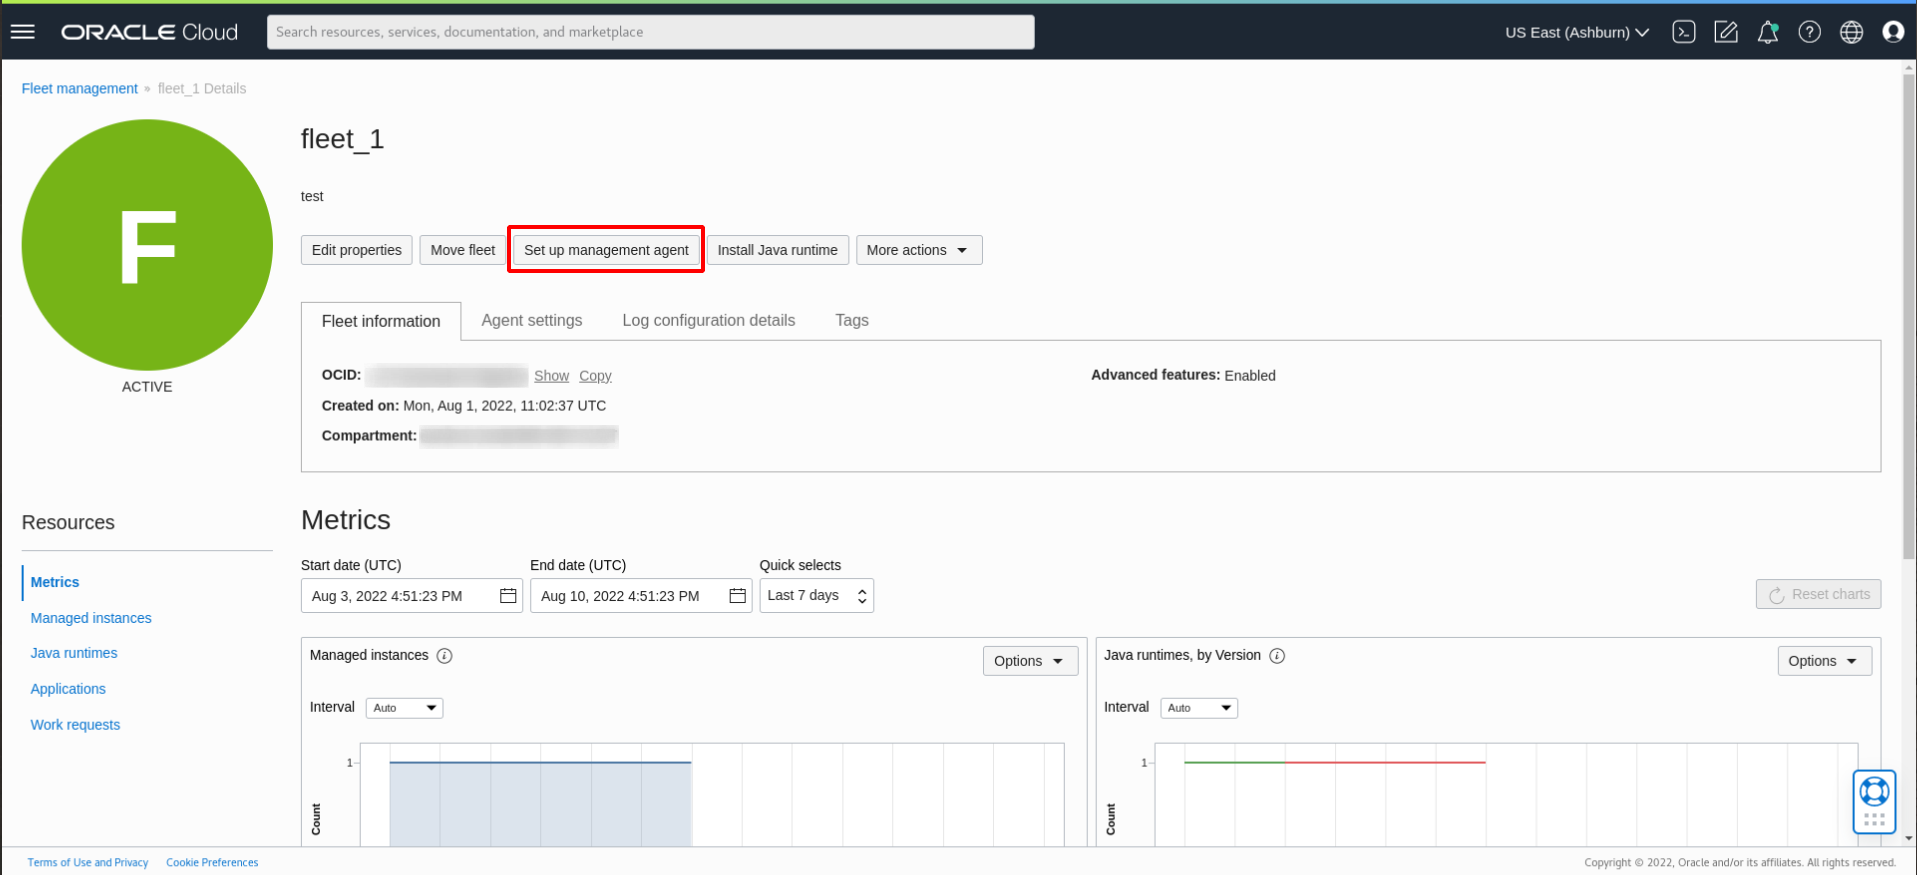 ORACLE Cloud
Search resources, services, documentation, and marketplace
US East (Ashburn)
Fleet management » fleet_1 Details
F
ACTIVE
fleet_1
test
Edit properties
Move fleet
Set up management agent
Install Java runtime
More actions
Fleet information
Agent settings
Log configuration details
Tags
OCID: Show Copy
Created on: Mon, Aug 1, 2022, 11:02:37 UTC
Compartment:
Advanced features: Enabled
Resources
Metrics
Managed instances
Java runtimes
Applications
Work requests
Metrics
Start date (UTC)
Aug 3, 2022 4:51:23 PM
End date (UTC)
Aug 10, 2022 4:51:23 PM
Quick selects
Last 7 days
Reset charts
Managed instances
Options
Interval Auto
1
Count
Java runtimes, by Version
Options
Interval Auto
1
Count
Terms of Use and Privacy
Cookie Preferences
Copyright © 2022, Oracle and/or its affiliates. All rights reserved.